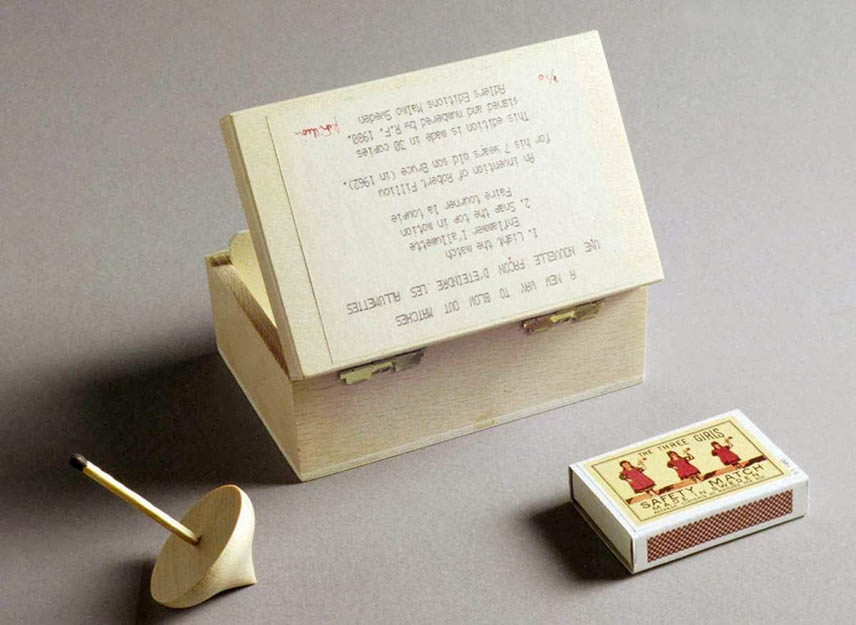 A NEW WAY TO BLOW OUT MATCHES
UNE NOUVELLE FAÇON D'ETEINDRE LES ALLUMETTES
1. Light the match
Enflammer l'allumette
2. Snap the top in motion
Faire tourner la toupie
An invention of Robert Filliou
for his 7 years old son Bruce (in 1962).
This edition is made in 30 copies
signed and numbered by R.F. 1980.
Adlers Editions Malmo Sweden
THE THREE GIRLS
SAFETY MATCH
MADE IN SWEDEN